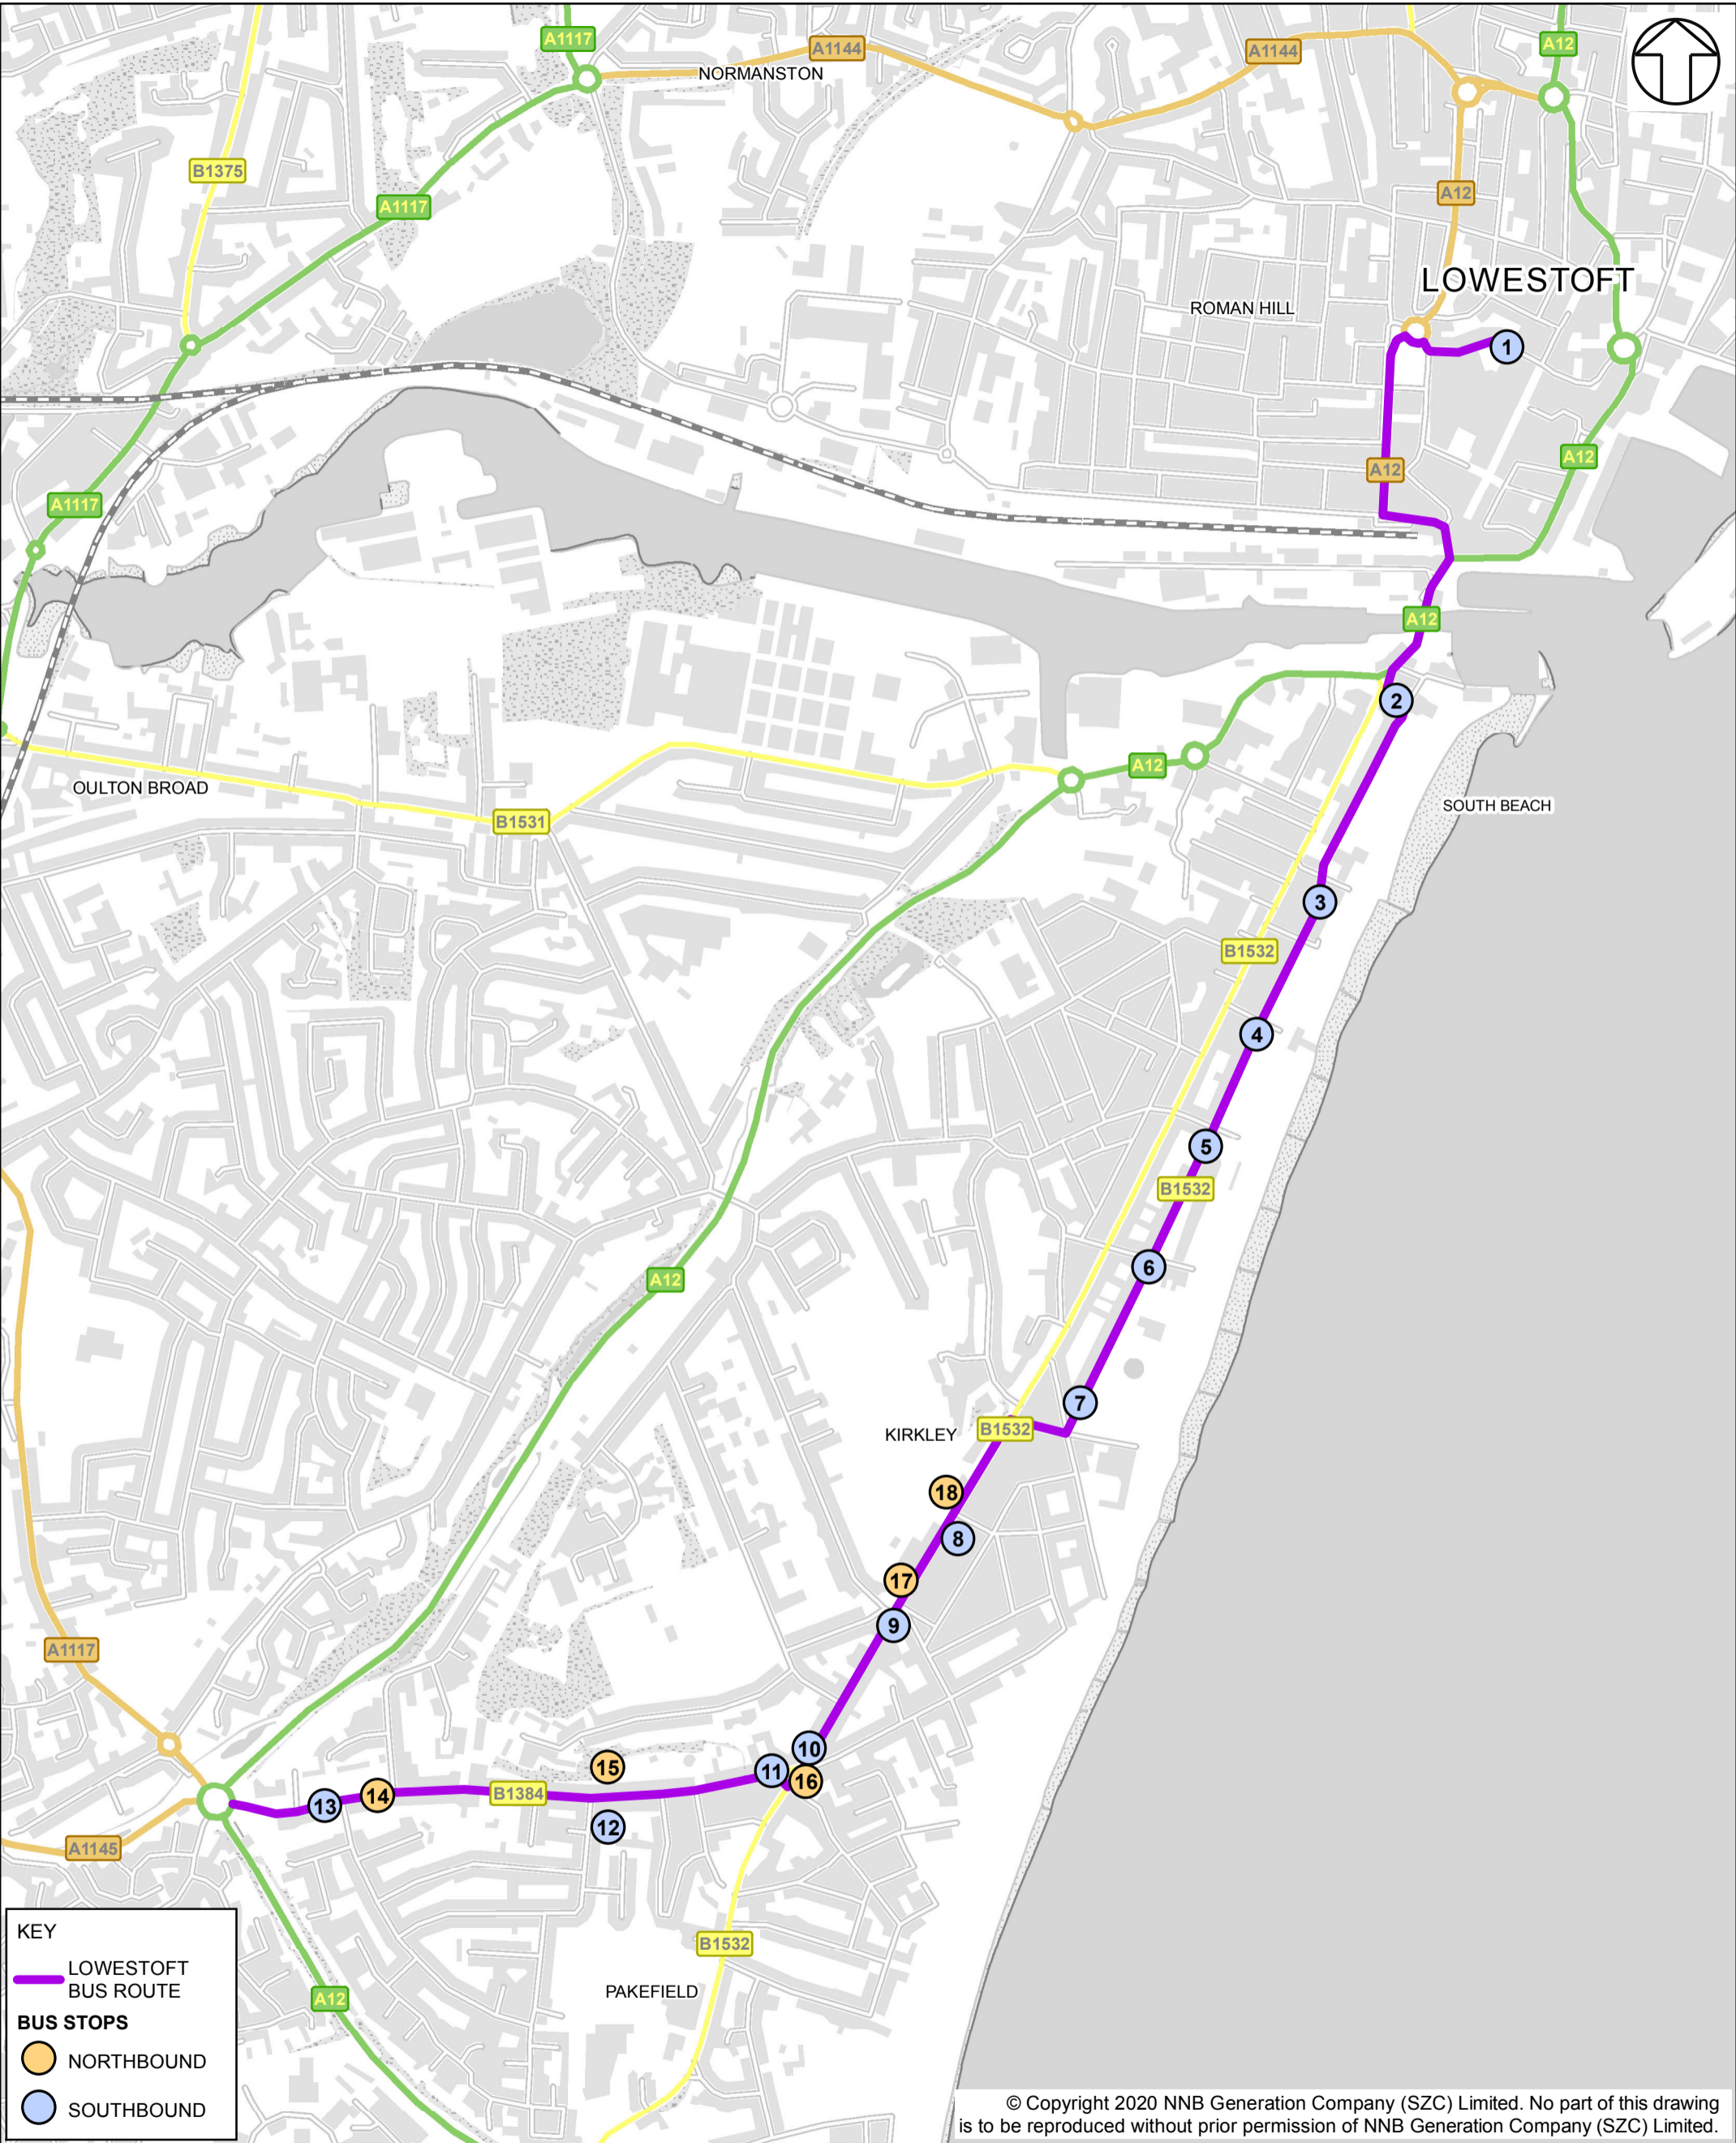 A1117
A1144
A1144
A12
NORMANSTON
B1375
A1117
A12
LOWESTOFT
ROMAN HILL
1
A12
A12
A1117
A12
2
A12
OULTON BROAD
SOUTH BEACH
B1531
3
B1532
4
5
B1532
6
A12
7
KIRKLEY
B1532
18
8
17
9
A1117
10
15
11
16
14
B1384
13
12
A1145
B1532
PAKEFIELD
A12
KEY
LOWESTOFT
BUS ROUTE
BUS STOPS
NORTHBOUND
SOUTHBOUND
© Copyright 2020 NNB Generation Company (SZC) Limited. No part of this drawing
is to be reproduced without prior permission of NNB Generation Company (SZC) Limited.